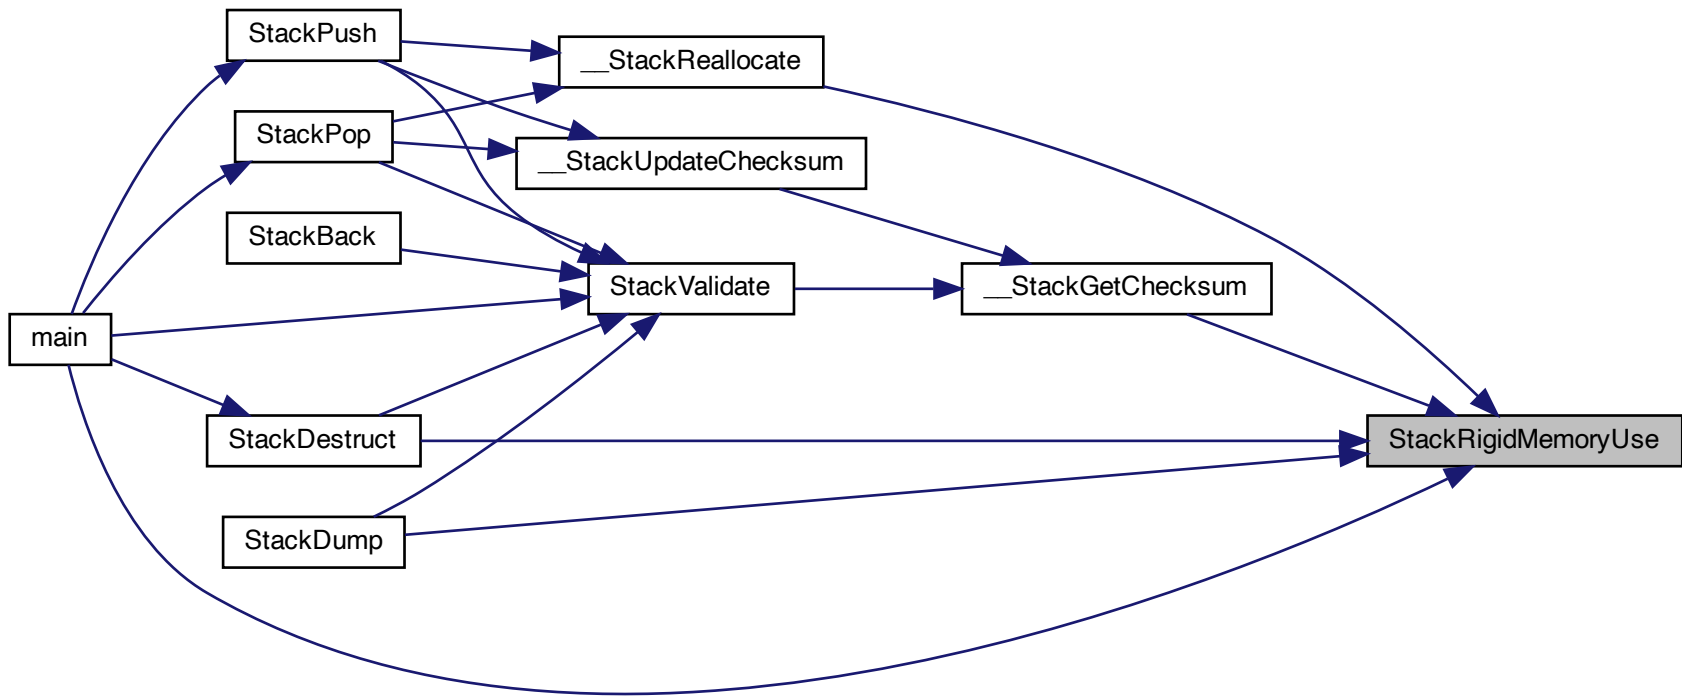 StackPush
__StackReallocate
StackPop
__StackUpdateChecksum
StackBack
StackValidate
__StackGetChecksum
main
StackDestruct
StackRigidMemoryUse
StackDump